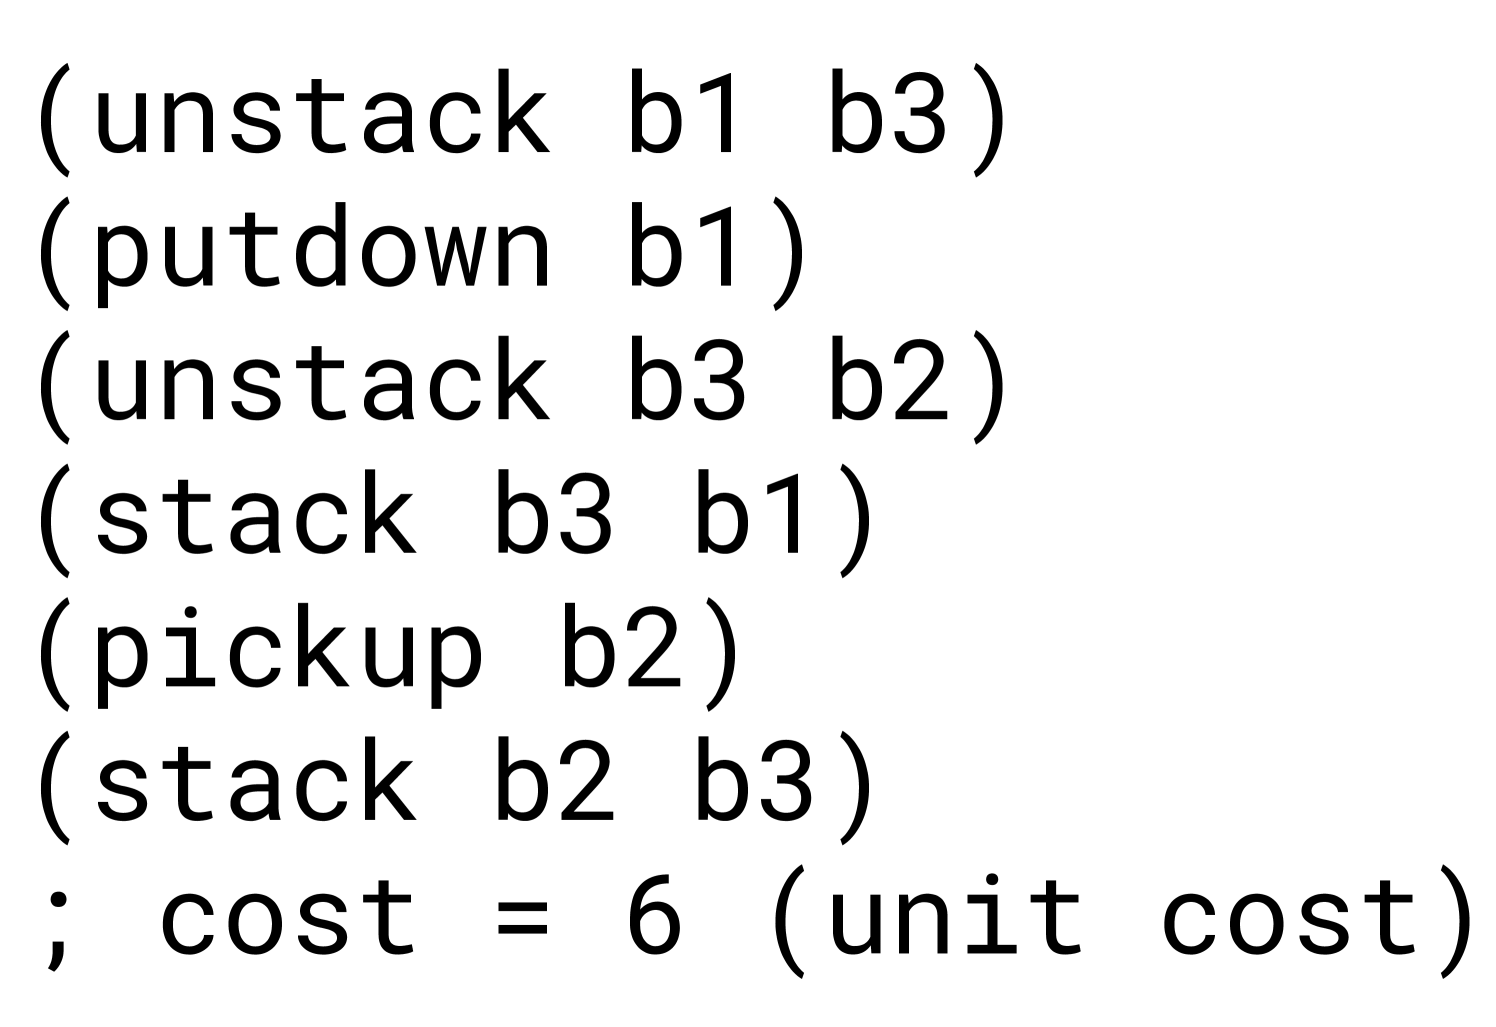 (unstack b1 b3)
(putdown b1)
(unstack b3 b2)
(stack b3 b1)
(pickup b2)
(stack b2 b3)
; cost = 6 (unit cost)